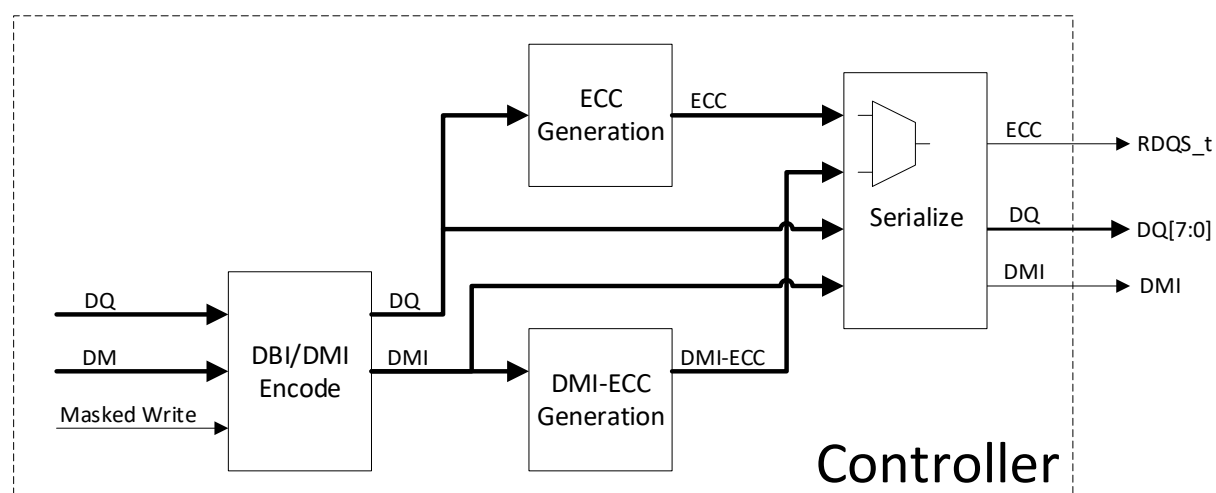 ECC
Generation
ECC
ECC
RDQS_t
Serialize
DQ
DQ[7:0]
DMI
DMI
DQ
DQ
DM
DBI/DMI
Encode
DMI
DMI-ECC
DMI-ECC
Generation
Masked Write
Controller